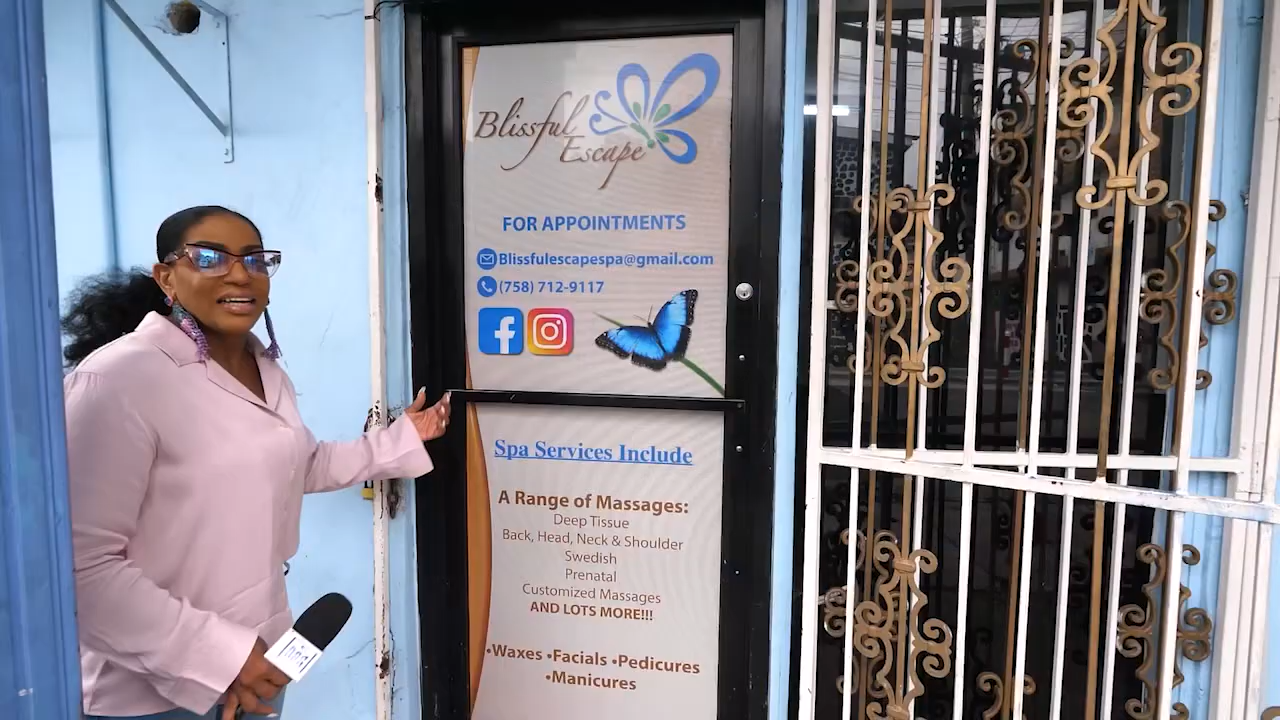 Blissful
Escape
FOR APPOINTMENTS
Blissfulescapespa@gmail.com
(758) 712-9117
Spa Services Include
A Range of Massages:
Deep Tissue
Back, Head, Neck & Shoulder
Swedish
Prenatal
Customized Massages
AND LOTS MORE!!!
•Waxes •Facials •Pedicures
•Manicures